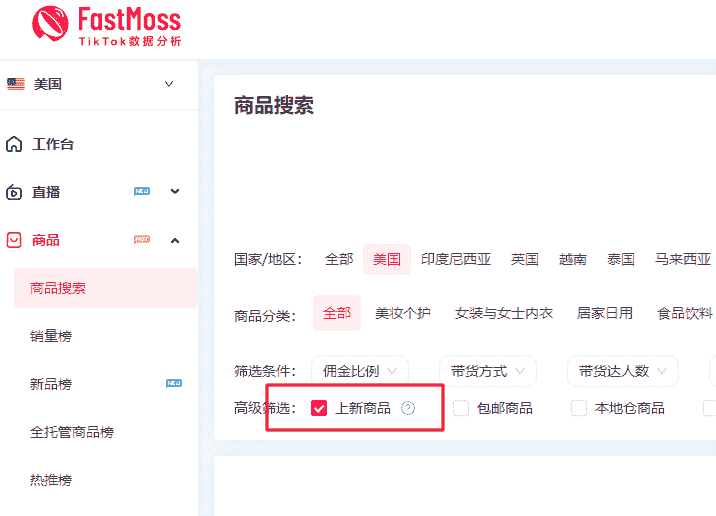 FastMoss
TikTok数据分析
美国
工作台
直播
商品 HOT
商品搜索
销量榜
新品榜
全托管商品榜
热推榜
商品搜索
国家/地区： 全部 美国 印度尼西亚 英国 越南 泰国 马来西亚
商品分类： 全部 美妆个护 女装与女士内衣 居家日用 食品饮料
筛选条件： 佣金比例 带货方式 带货达人数
高级筛选： 上新商品 ? 包邮商品 本地仓商品